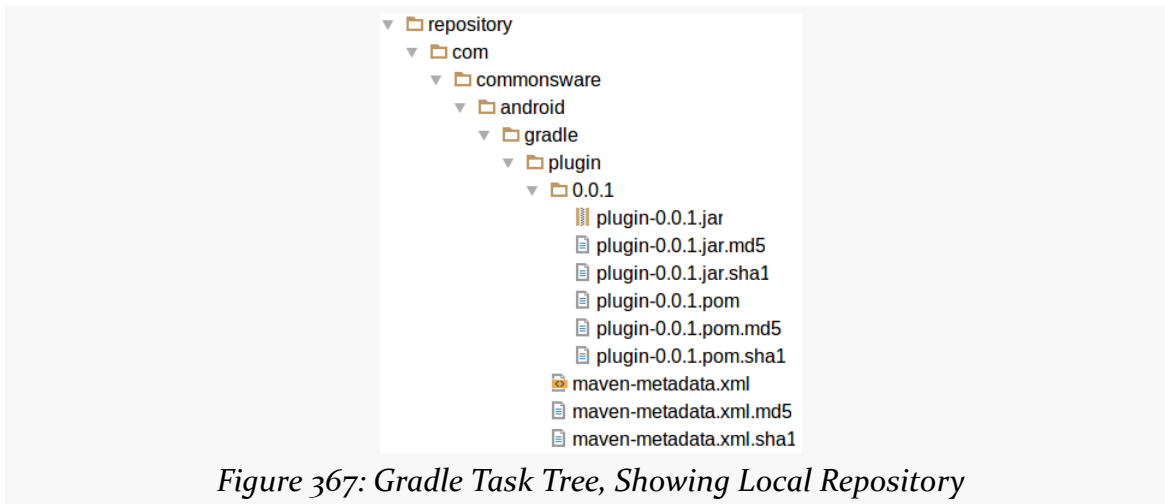 repository
com
commonsware
android
gradle
plugin
0.0.1
plugin-0.0.1.jar
plugin-0.0.1.jar.md5
plugin-0.0.1.jar.sha1
plugin-0.0.1.pom
plugin-0.0.1.pom.md5
plugin-0.0.1.pom.sha1
maven-metadata.xml
maven-metadata.xml.md5
maven-metadata.xml.sha1
Figure 367: Gradle Task Tree, Showing Local Repository